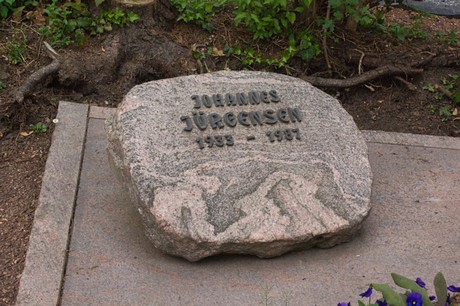 JOHANNES
JÜRGENSEN
1933 - 1987